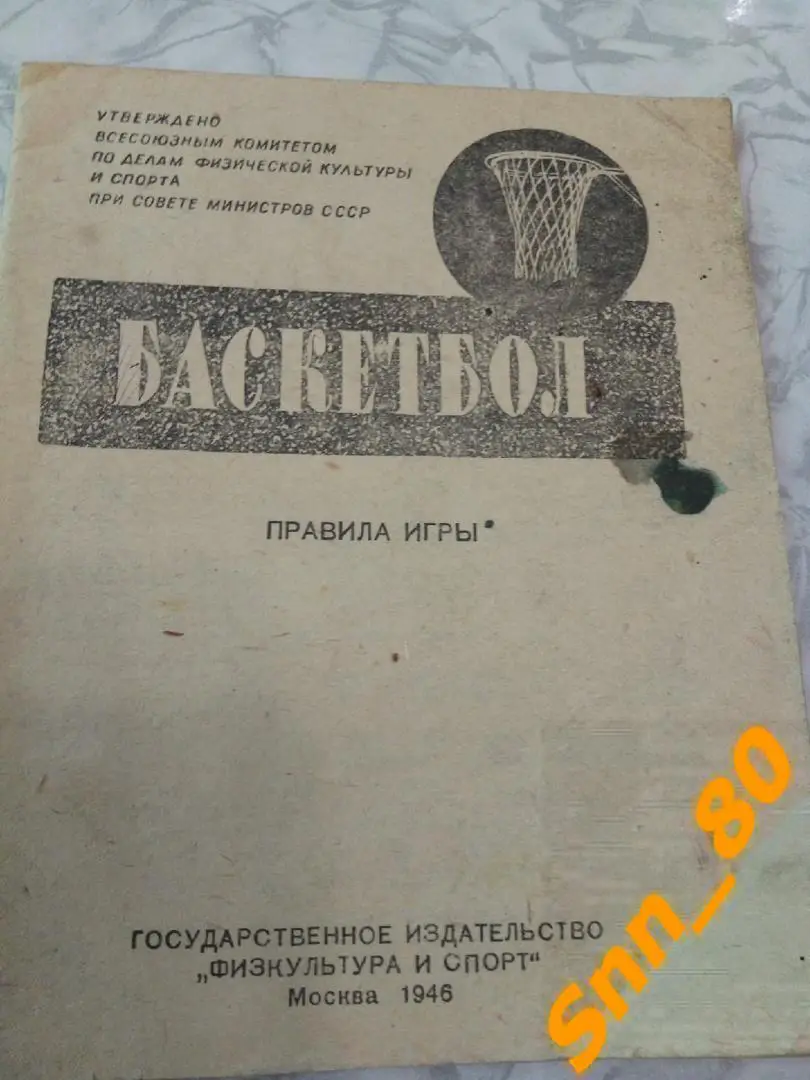 УТВЕРЖДЕНО
ВСЕСОЮЗНЫМ КОМИТЕТОМ
ПО ДЕЛАМ ФИЗИЧЕСКОЙ КУЛЬТУРЫ
И СПОРТА
ПРИ СОВЕТЕ МИНИСТРОВ СССР
БАСКЕТБОЛ
ПРАВИЛА ИГРЫ
ГОСУДАРСТВЕННОЕ ИЗДАТЕЛЬСТВО
„ФИЗКУЛЬТУРА И СПОРТ“
Москва 1946
Snn_80